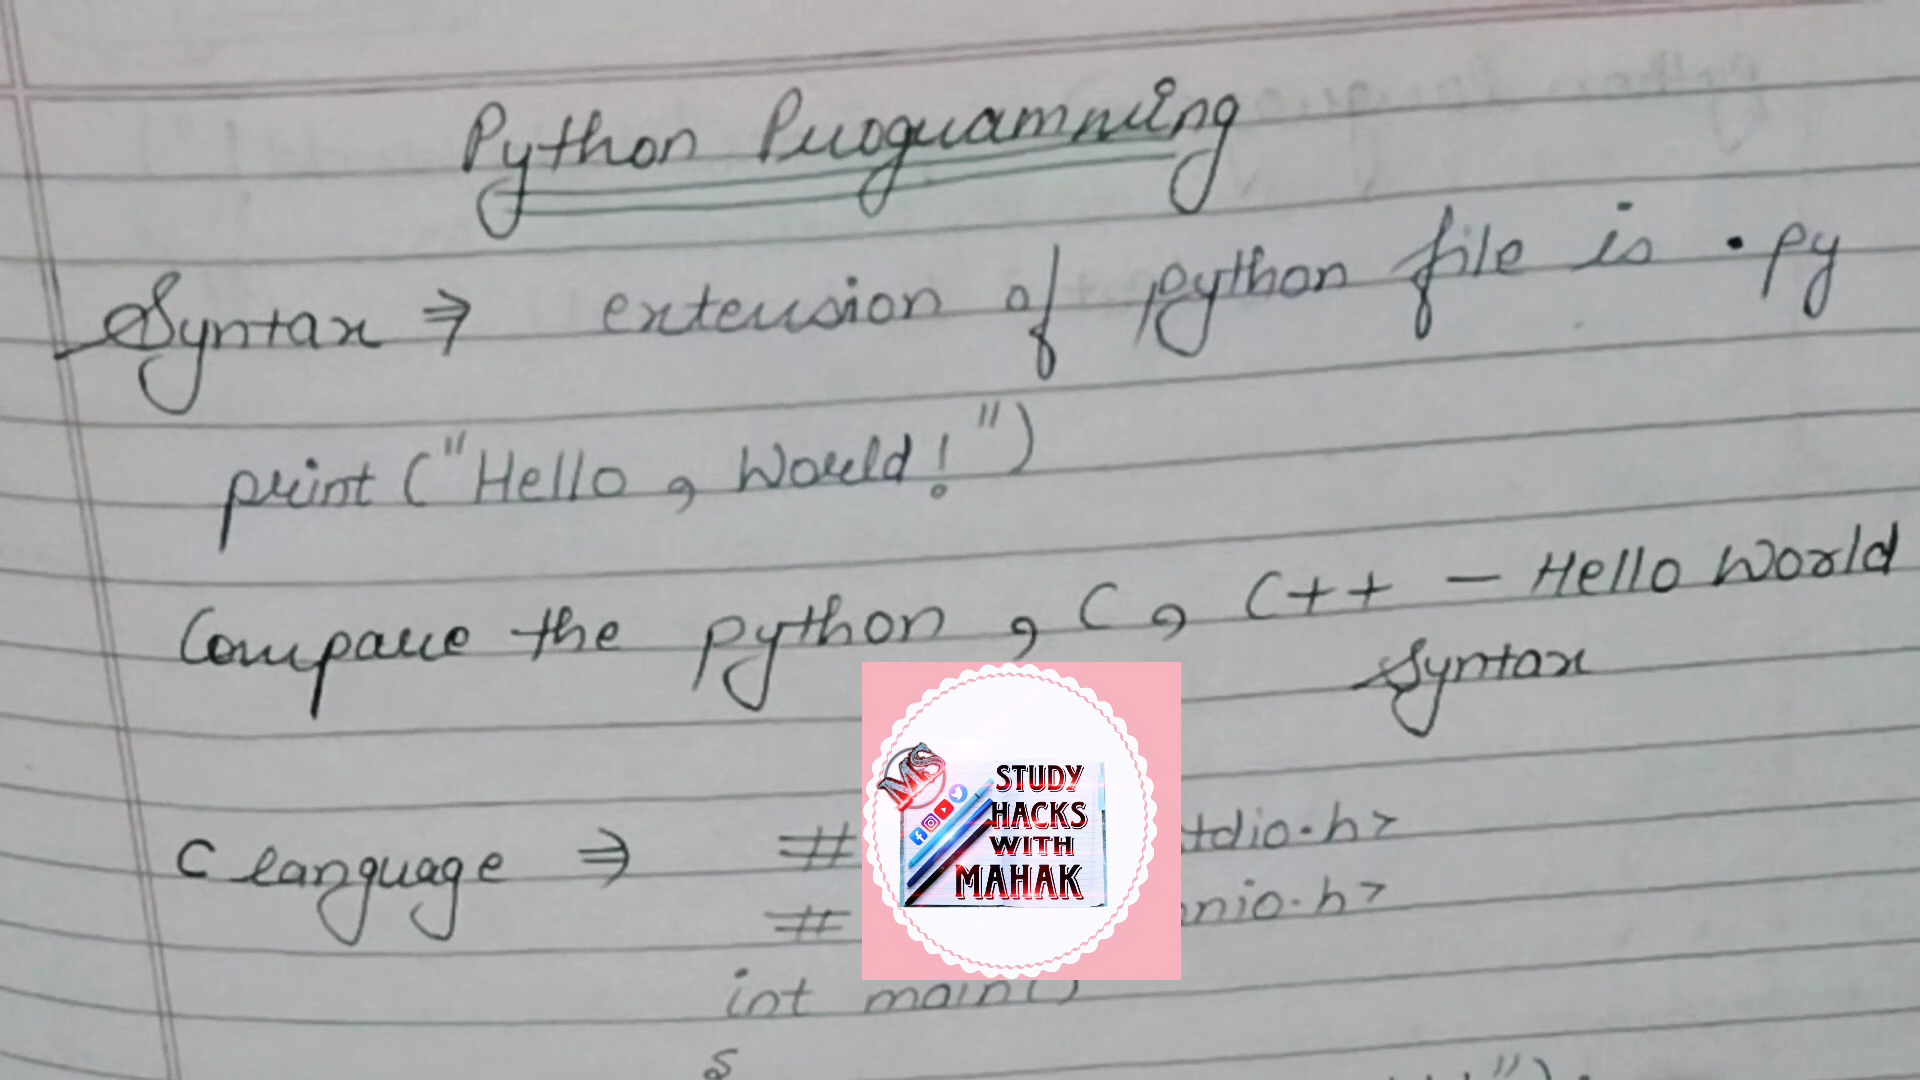 Python Programming
Syntax ⇒ extension of python file is .py
print ("Hello, World!")
Compare the python, C, C++ - Hello World
Syntax
C language ⇒ # tdio.h>
# nio.h>
int main()
{
MS
STUDY
HACKS
WITH
MAHAK